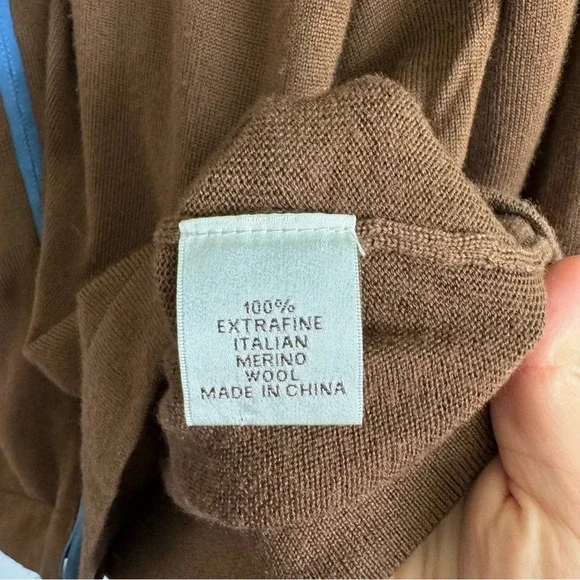 100%
EXTRAFINE
ITALIAN
MERINO
WOOL
MADE IN CHINA